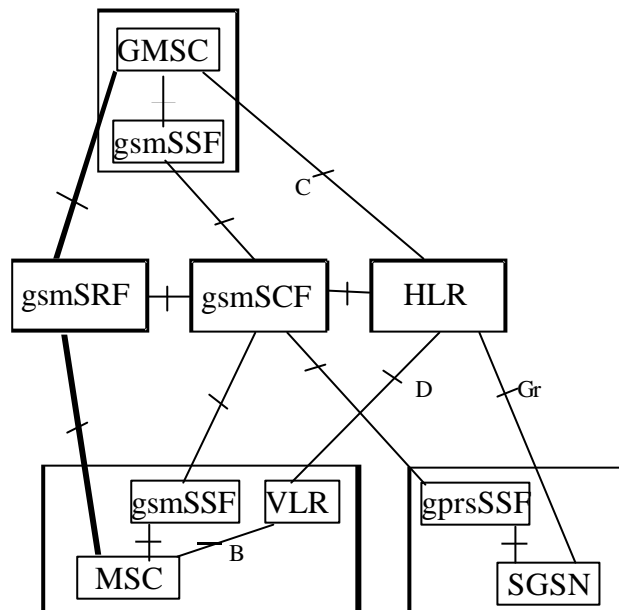 GMSC
gsmSSF
C
gsmSRF
gsmSCF
HLR
D
Gr
gsmSSF
VLR
gprsSSF
B
MSC
SGSN